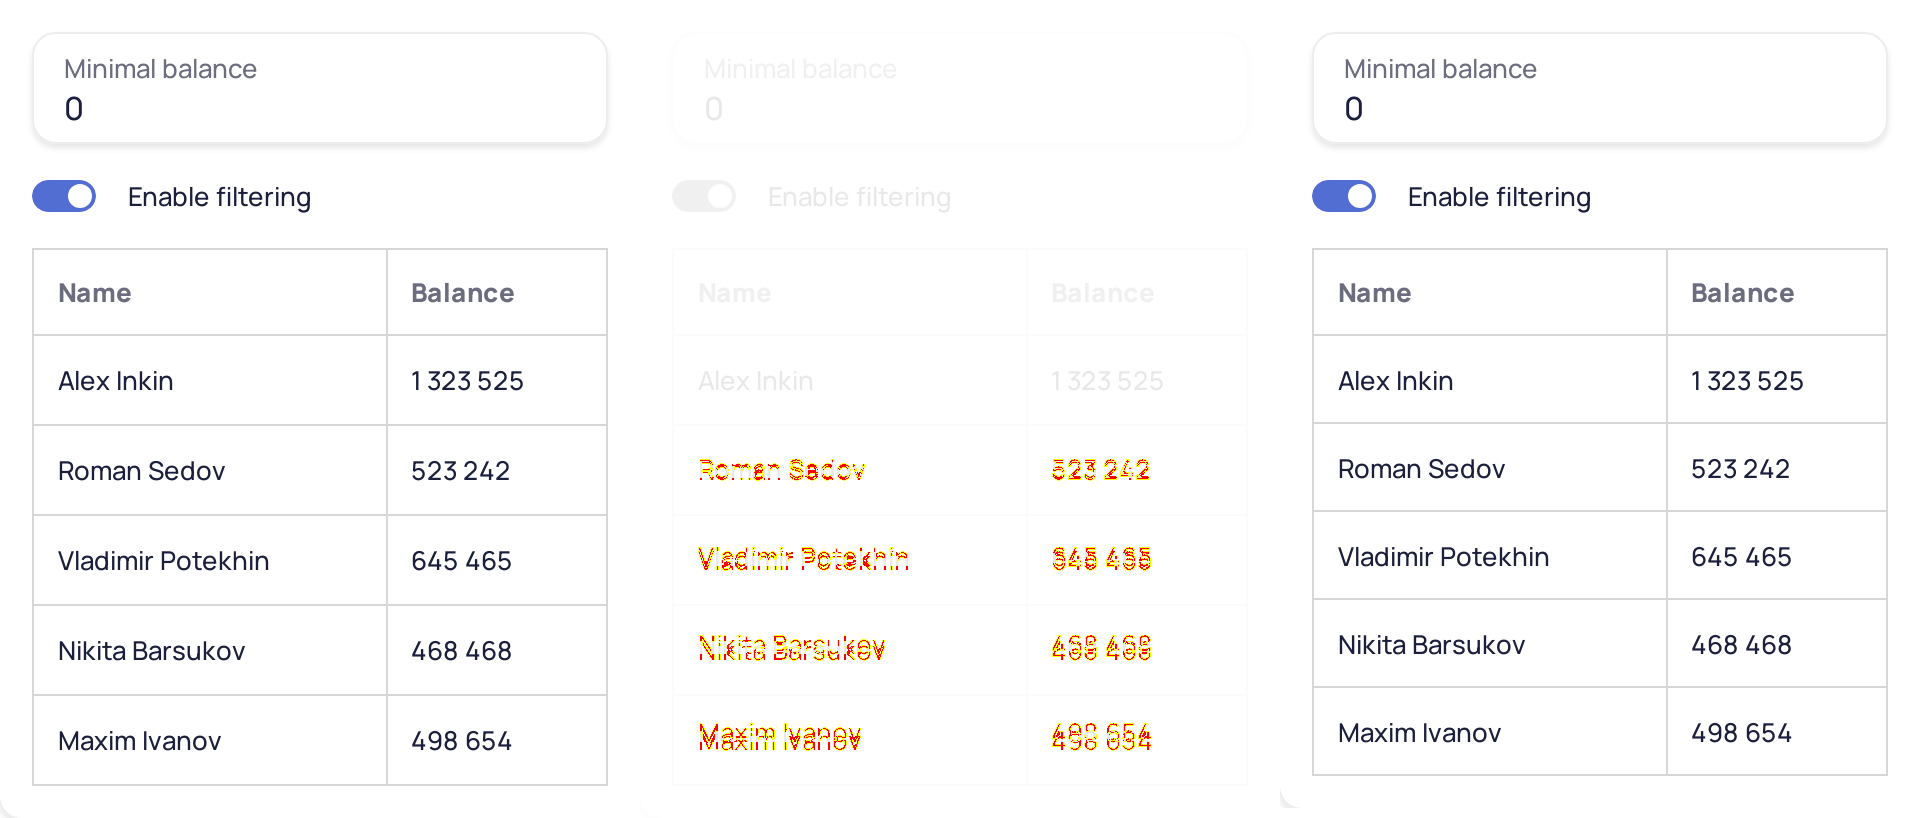 Minimal balance
0
Enable filtering
Name Balance
Alex Inkin 1 323 525
Roman Sedov 523 242
Vladimir Potekhin 645 465
Nikita Barsukov 468 468
Maxim Ivanov 498 654
Minimal balance
0
Enable filtering
Name Balance
Alex Inkin 1 323 525
Roman Sedov 523 242
Vladimir Potekhin 645 465
Nikita Barsukov 468 468
Maxim Ivanov 498 654
Minimal balance
0
Enable filtering
Name Balance
Alex Inkin 1 323 525
Roman Sedov 523 242
Vladimir Potekhin 645 465
Nikita Barsukov 468 468
Maxim Ivanov 498 654